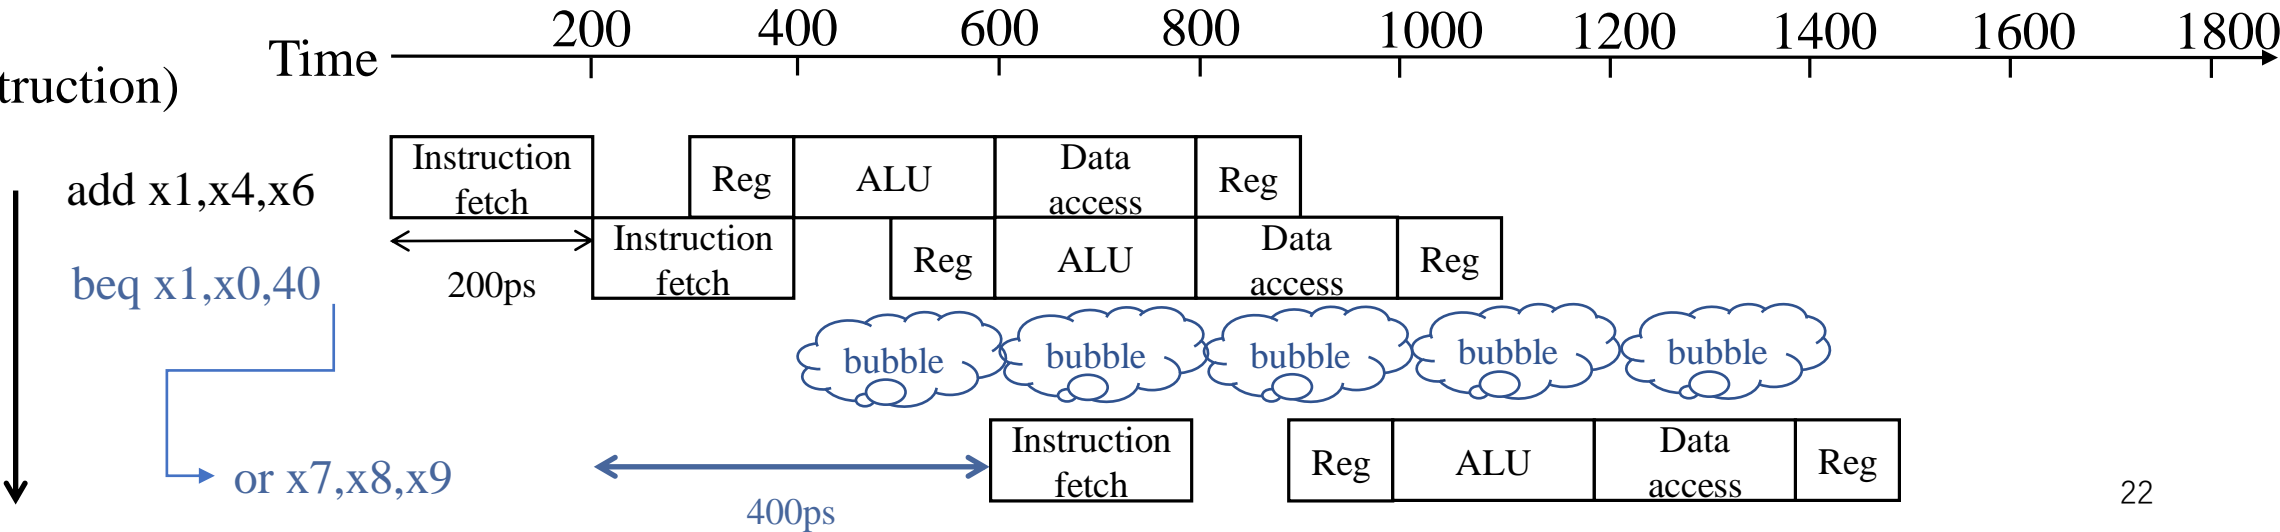 200 400 600 800 1000 1200 1400 1600 1800
Time
truction)
add x1,x4,x6
Instruction
fetch
Reg
ALU
Data
access
Reg
beq x1,x0,40
200ps
Instruction
fetch
Reg
ALU
Data
access
Reg
bubble bubble bubble bubble bubble
or x7,x8,x9
400ps
Instruction
fetch
Reg
ALU
Data
access
Reg
22